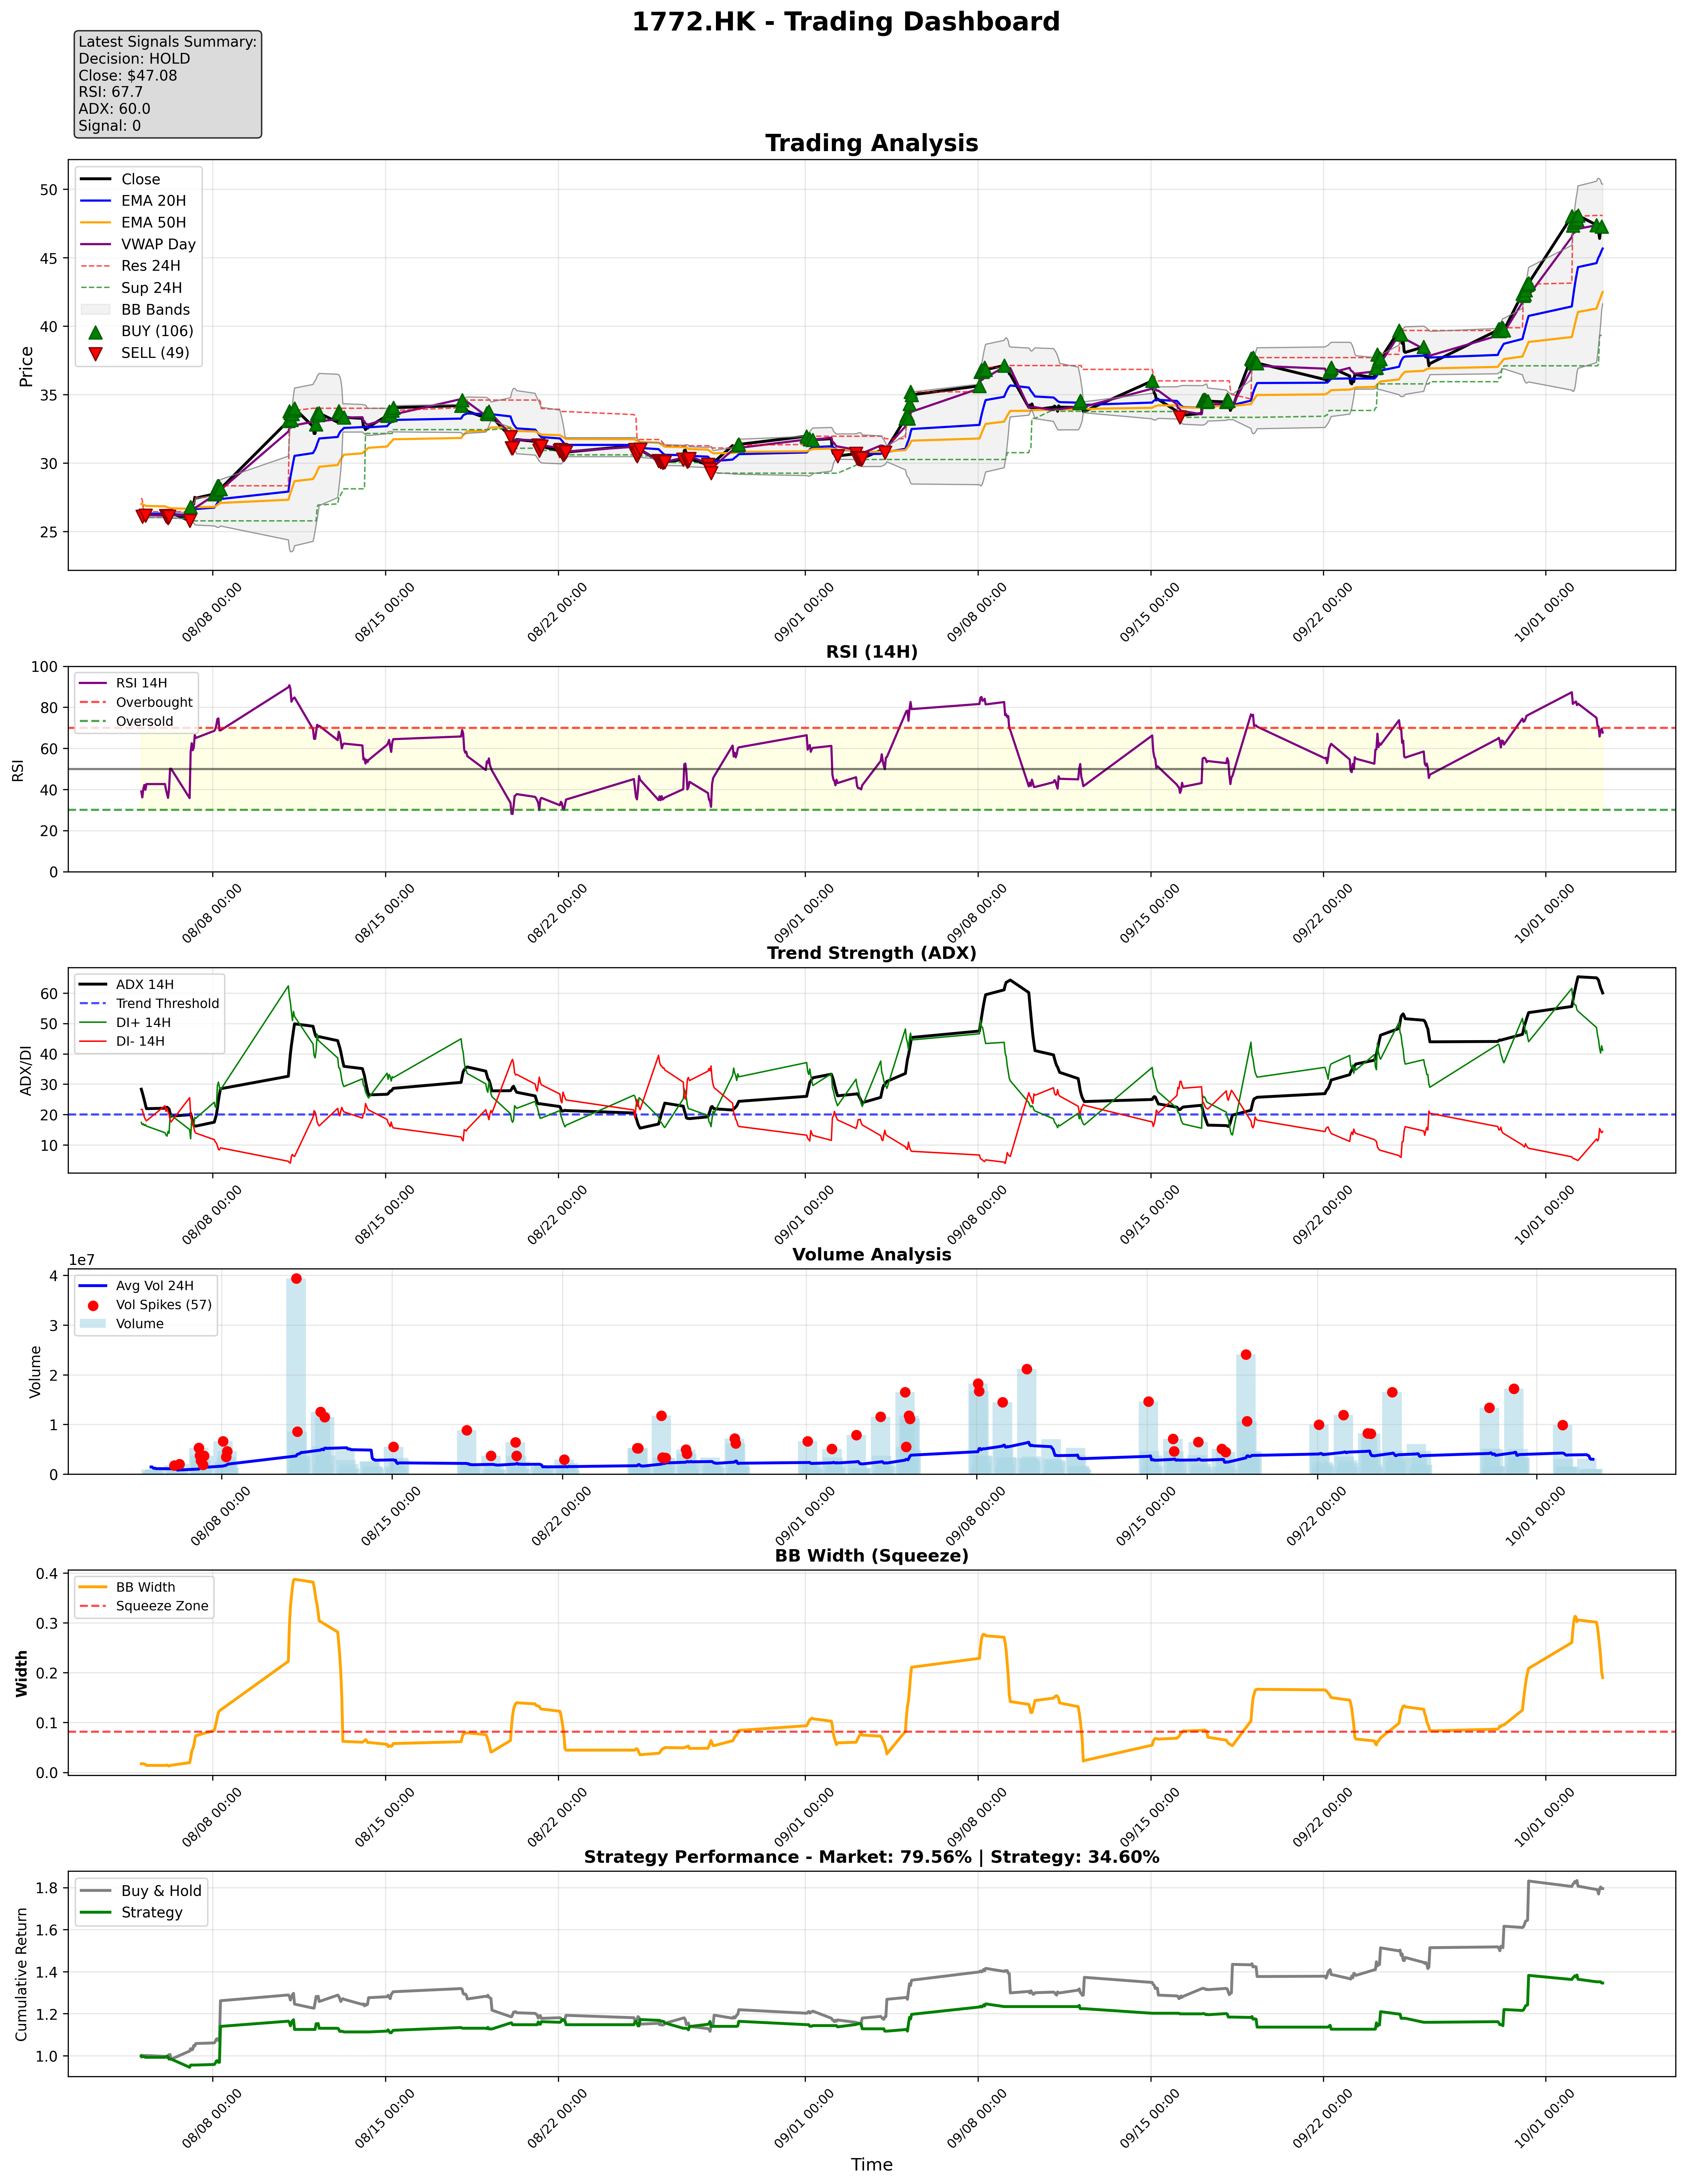 1772.HK - Trading Dashboard
Latest Signals Summary:
Decision: HOLD
Close: $47.08
RSI: 67.7
ADX: 60.0
Signal: 0
Trading Analysis
Close
EMA 20H
EMA 50H
VWAP Day
Res 24H
Sup 24H
BB Bands
BUY (106)
SELL (49)
Price
50
45
40
35
30
25
08/08 00:00
08/15 00:00
08/22 00:00
09/01 00:00
09/08 00:00
09/15 00:00
09/22 00:00
10/01 00:00
RSI (14H)
RSI 14H
Overbought
Oversold
RSI
100
80
60
40
20
0
08/08 00:00
08/15 00:00
08/22 00:00
09/01 00:00
09/08 00:00
09/15 00:00
09/22 00:00
10/01 00:00
Trend Strength (ADX)
ADX 14H
Trend Threshold
DI+ 14H
DI- 14H
ADX/DI
60
50
40
30
20
10
08/08 00:00
08/15 00:00
08/22 00:00
09/01 00:00
09/08 00:00
09/15 00:00
09/22 00:00
10/01 00:00
Volume Analysis
1e7
Avg Vol 24H
Vol Spikes (57)
Volume
Volume
4
3
2
1
0
08/08 00:00
08/15 00:00
08/22 00:00
09/01 00:00
09/08 00:00
09/15 00:00
09/22 00:00
10/01 00:00
BB Width (Squeeze)
BB Width
Squeeze Zone
Width
0.4
0.3
0.2
0.1
0.0
08/08 00:00
08/15 00:00
08/22 00:00
09/01 00:00
09/08 00:00
09/15 00:00
09/22 00:00
10/01 00:00
Strategy Performance - Market: 79.56% | Strategy: 34.60%
Buy & Hold
Strategy
Cumulative Return
1.8
1.6
1.4
1.2
1.0
08/08 00:00
08/15 00:00
08/22 00:00
09/01 00:00
09/08 00:00
09/15 00:00
09/22 00:00
10/01 00:00
Time